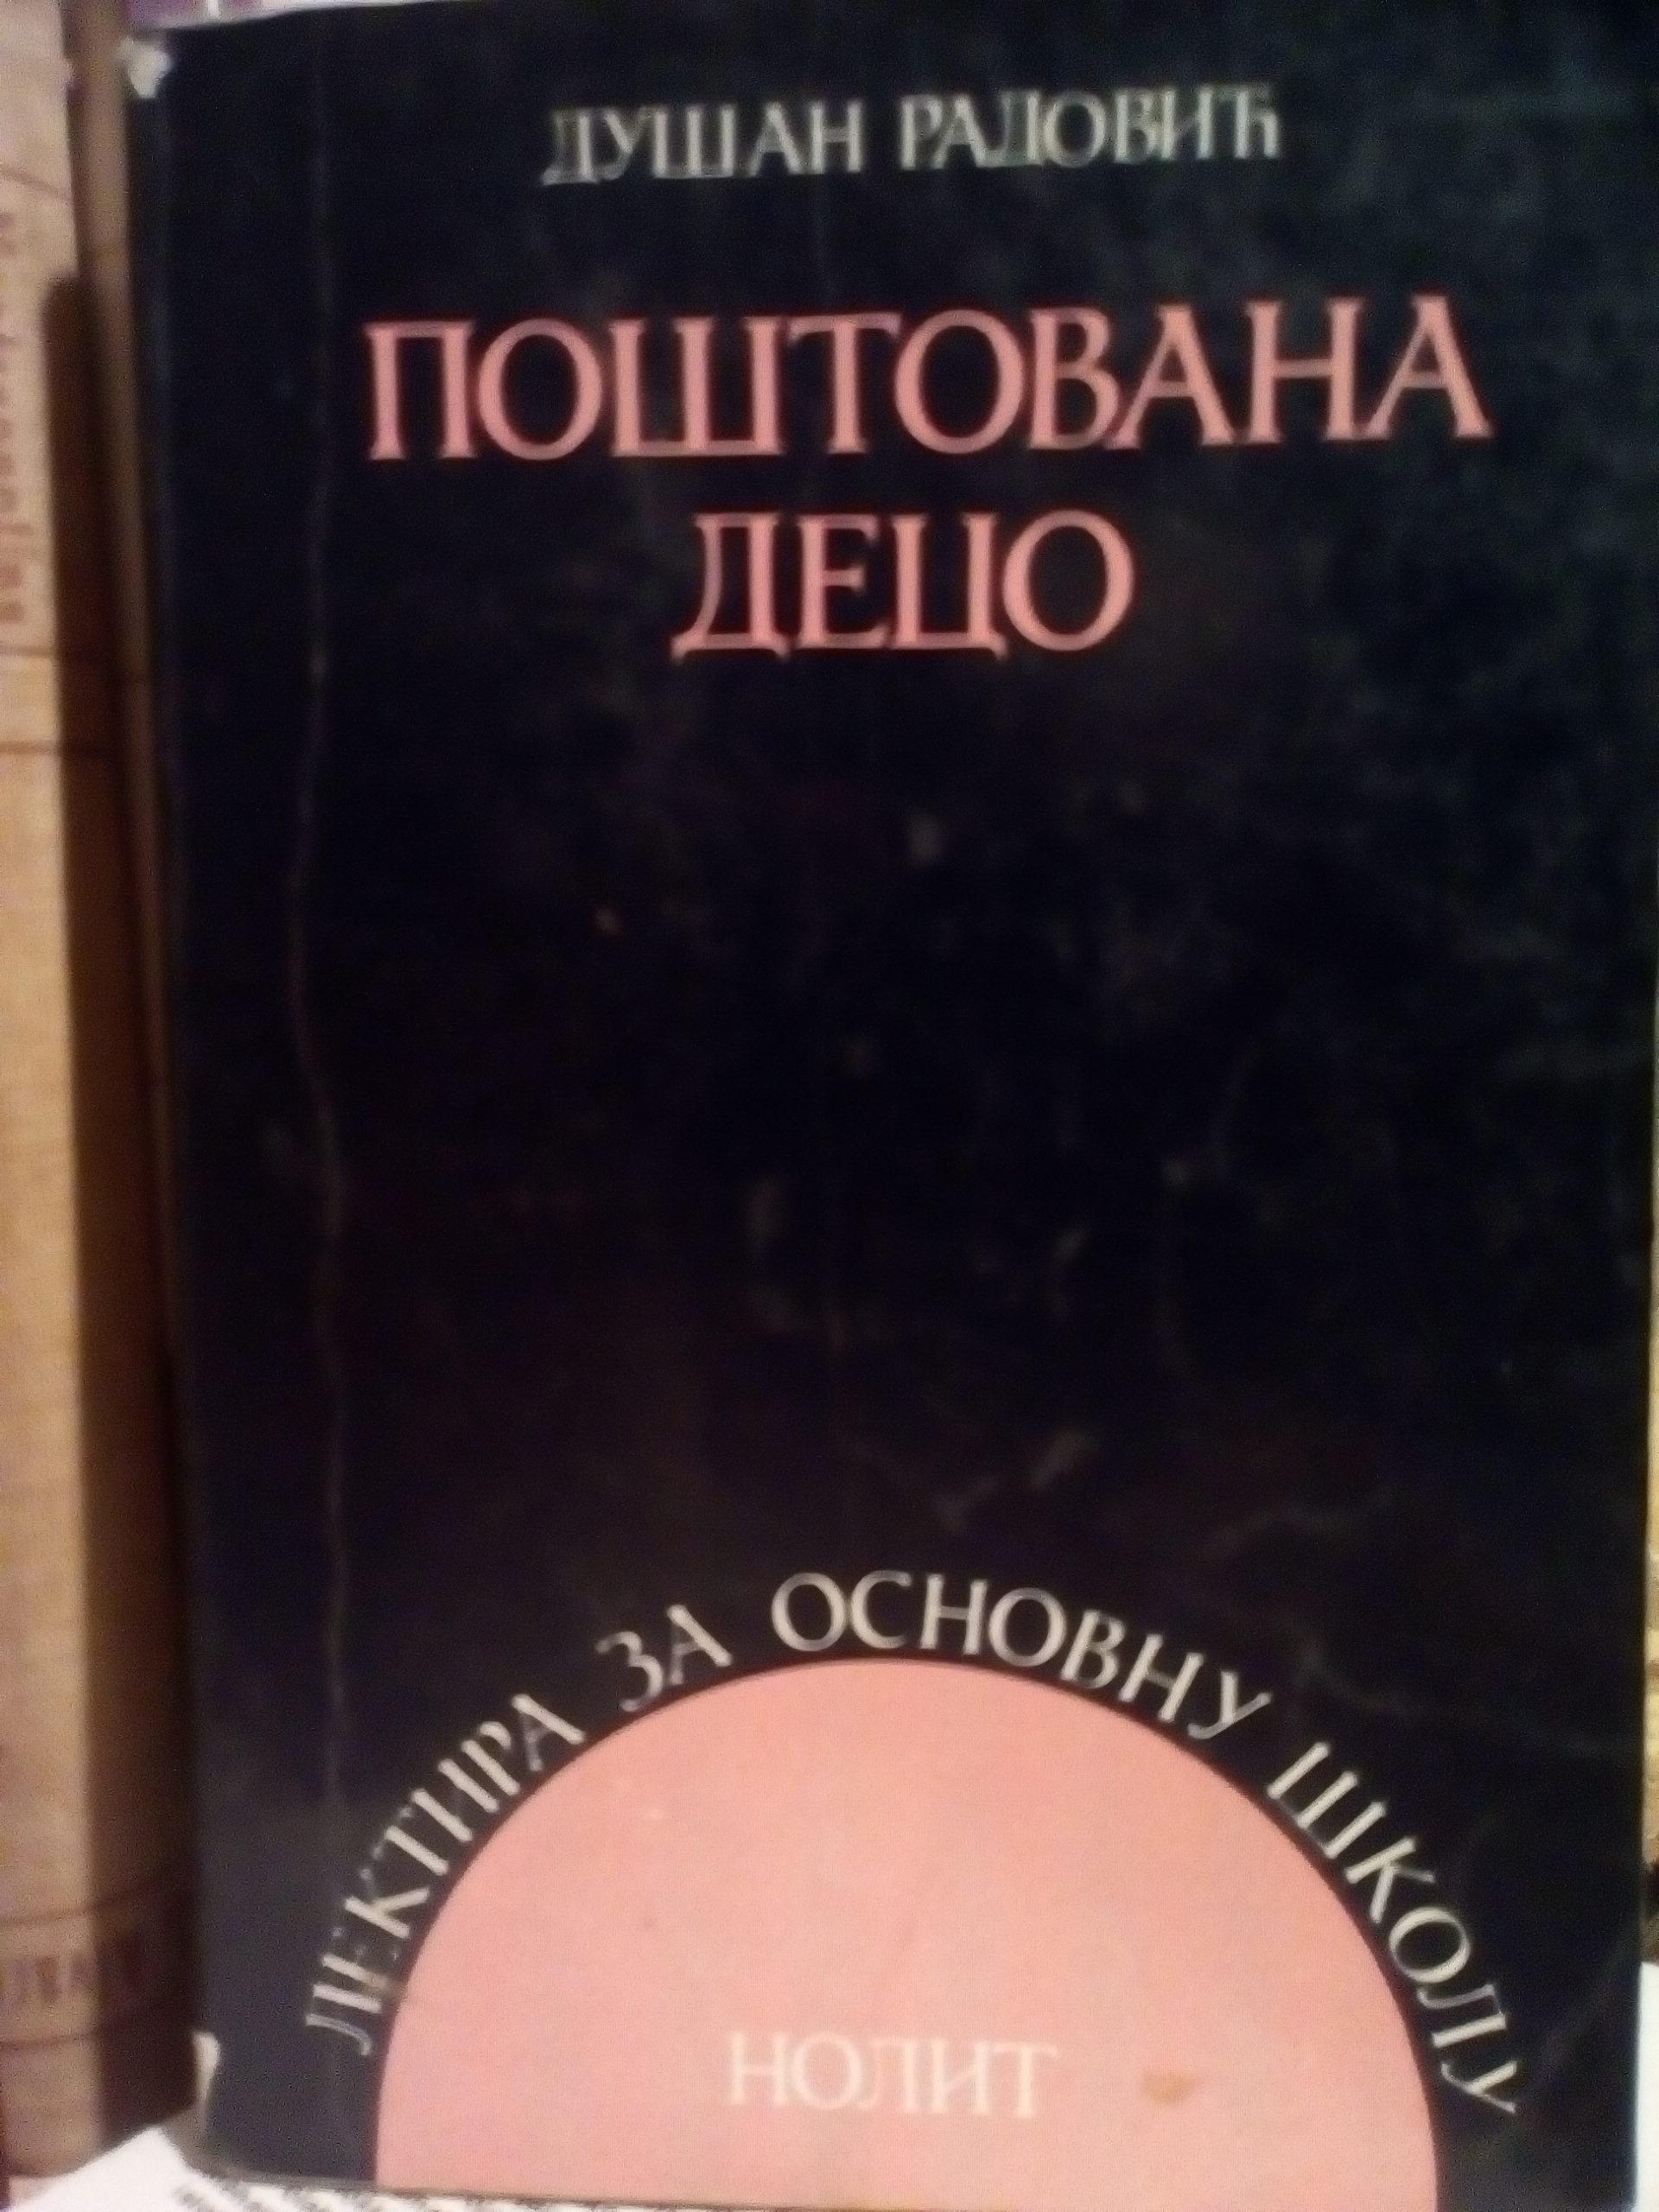 ДУШАН РАДОВИЋ
ПОШТОВАНА
ДЕЦО
ЛЕКТИРА ЗА ОСНОВНУ ШКОЛУ
НОЛИТ